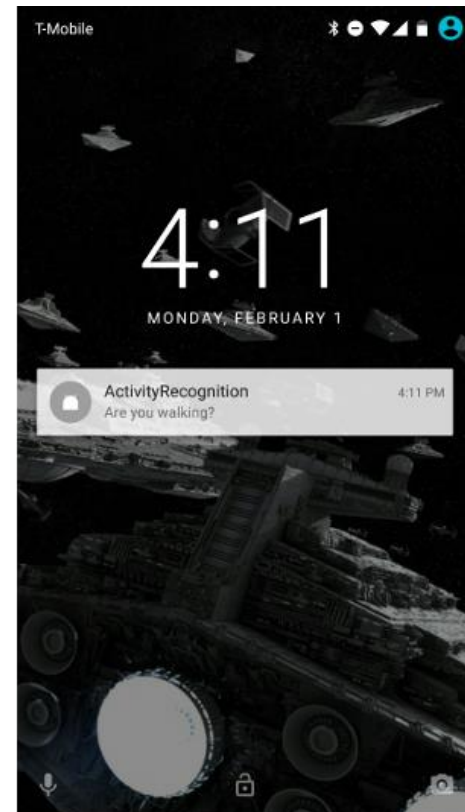 T-Mobile
4:11
MONDAY, FEBRUARY 1
ActivityRecognition 4:11 PM
Are you walking?